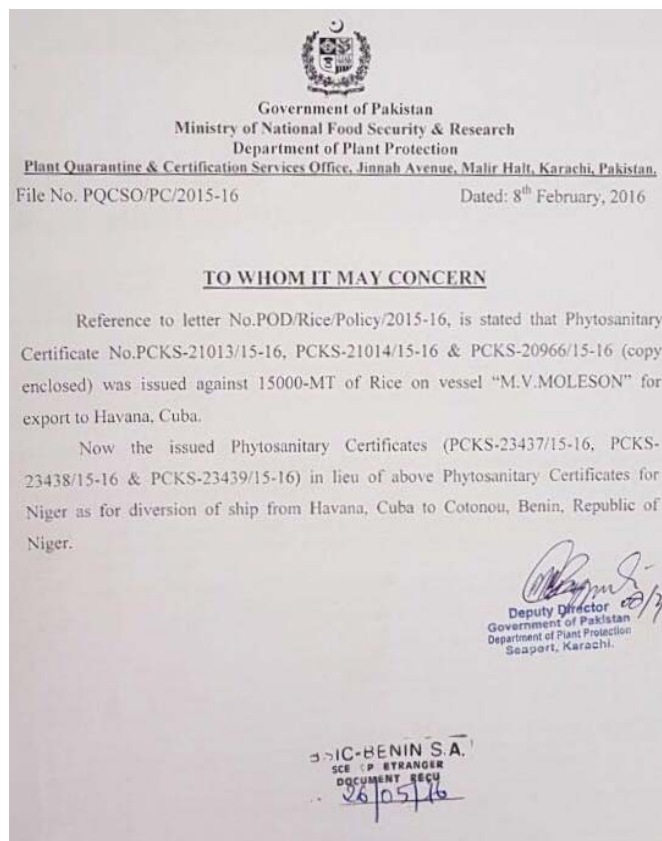 Government of Pakistan
Ministry of National Food Security & Research
Department of Plant Protection
Plant Quarantine & Certification Services Office, Jinnah Avenue, Malir Halt, Karachi, Pakistan.
File No. PQCSO/PC/2015-16 Dated: 8th February, 2016
TO WHOM IT MAY CONCERN
Reference to letter No.POD/Rice/Policy/2015-16, is stated that Phytosanitary
Certificate No.PCKS-21013/15-16, PCKS-21014/15-16 & PCKS-20966/15-16 (copy
enclosed) was issued against 15000-MT of Rice on vessel “M.V.MOLESON” for
export to Havana, Cuba.
Now the issued Phytosanitary Certificates (PCKS-23437/15-16, PCKS-
23438/15-16 & PCKS-23439/15-16) in lieu of above Phytosanitary Certificates for
Niger as for diversion of ship from Havana, Cuba to Cotonou, Benin, Republic of
Niger.
Deputy Director
Government of Pakistan
Department of Plant Protection
Seaport, Karachi.
IC-BENIN S.A.
SCE OP ETRANGER
DOCUMENT REÇU
26/05/16